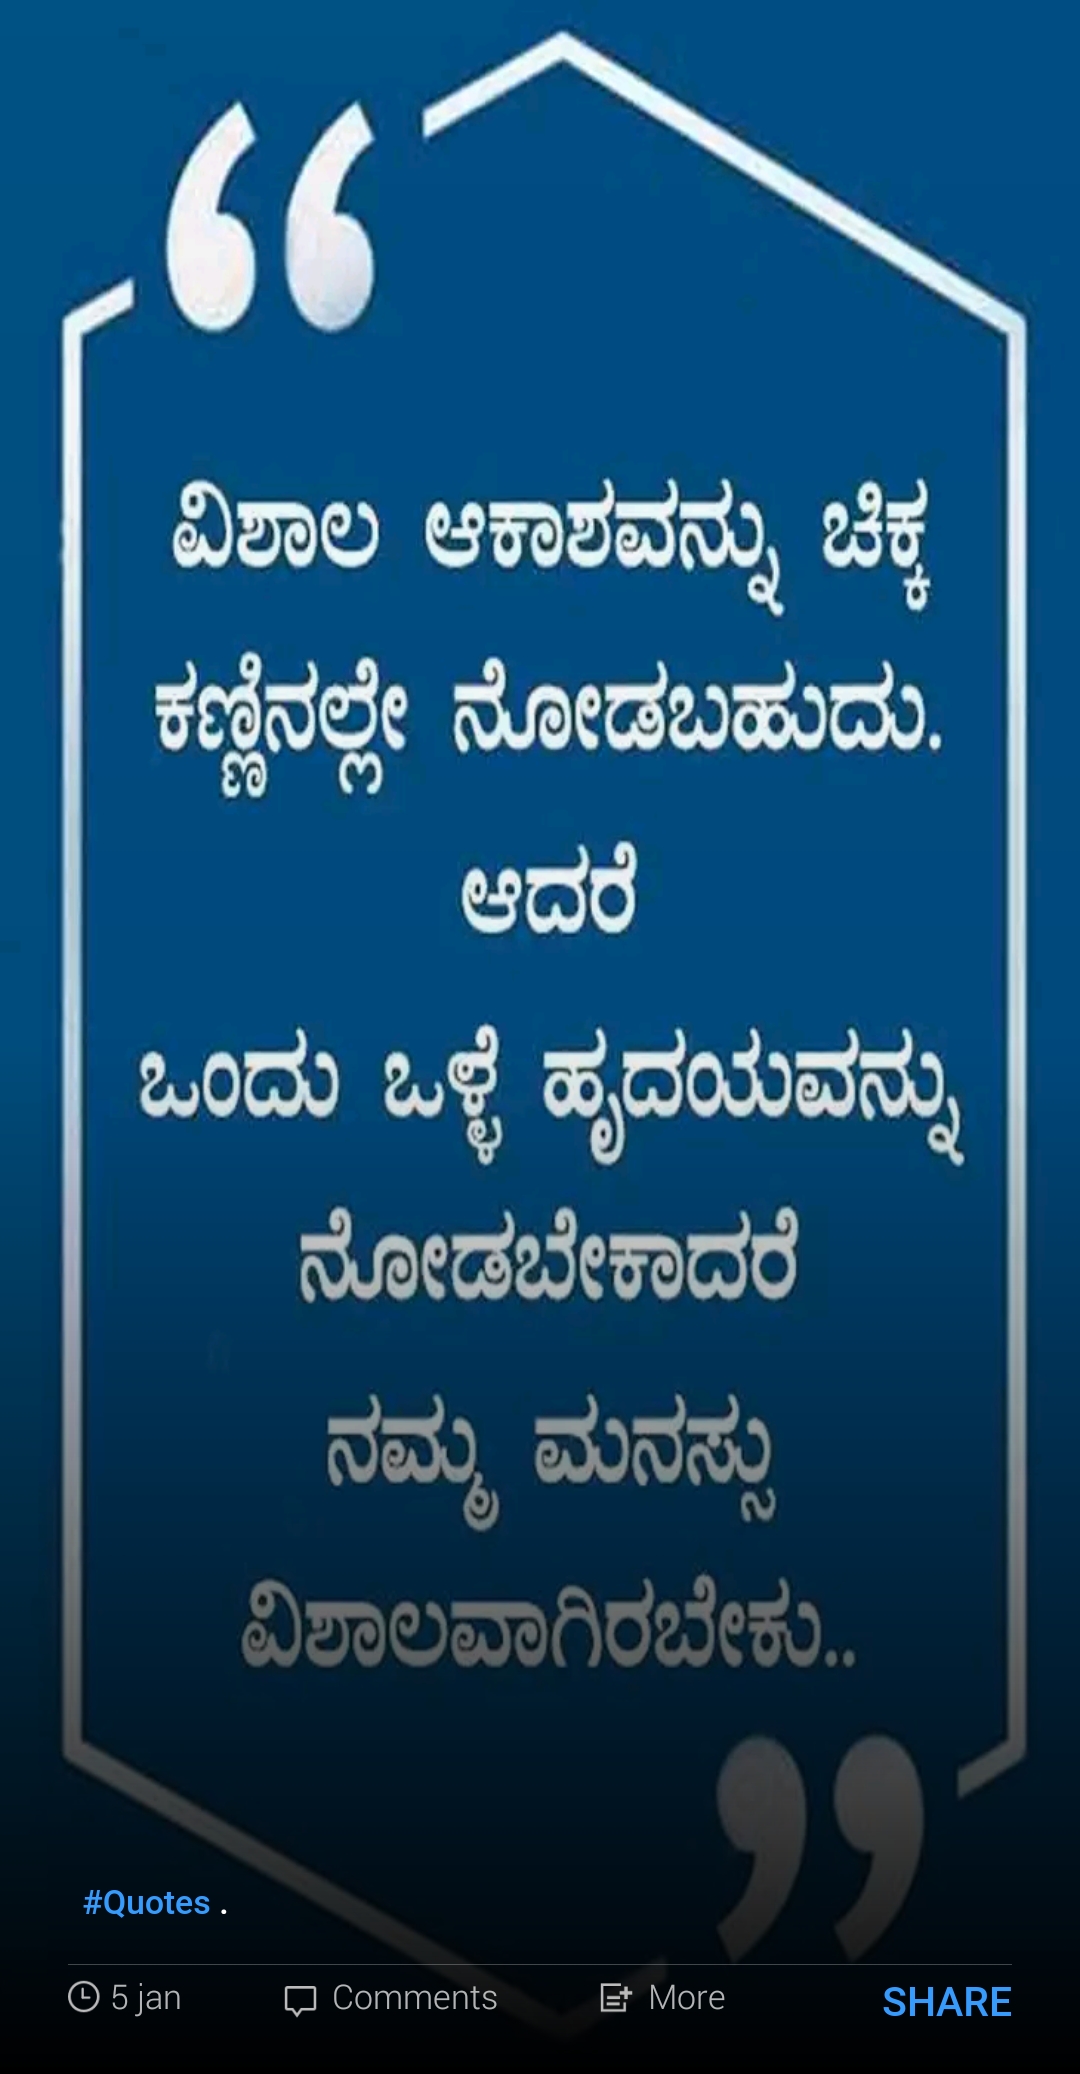 ವಿಶಾಲ ಆಕಾಶವನ್ನು ಚಿಕ್ಕ
ಕಣ್ಣಿನಲ್ಲೇ ನೋಡಬಹುದು.
ಆದರೆ
ಒಂದು ಒಳ್ಳೆ ಹೃದಯವನ್ನು
ನೋಡಬೇಕಾದರೆ
ನಮ್ಮ ಮನಸ್ಸು
ವಿಶಾಲವಾಗಿರಬೇಕು..
#Quotes .
5 jan Comments More SHARE